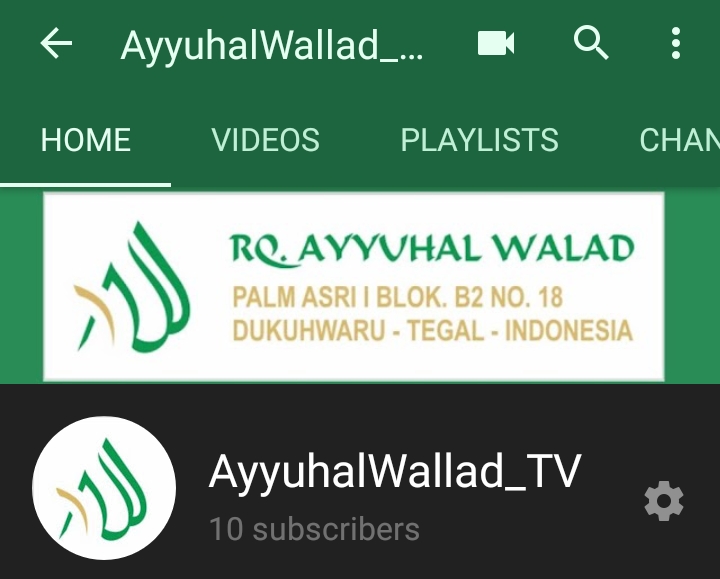 AyyuhalWallad_...
HOME VIDEOS PLAYLISTS CHAN
RQ. AYYUHAL WALAD
PALM ASRI I BLOK. B2 NO. 18
DUKUHWARU - TEGAL - INDONESIA
AyyuhalWallad_TV
10 subscribers